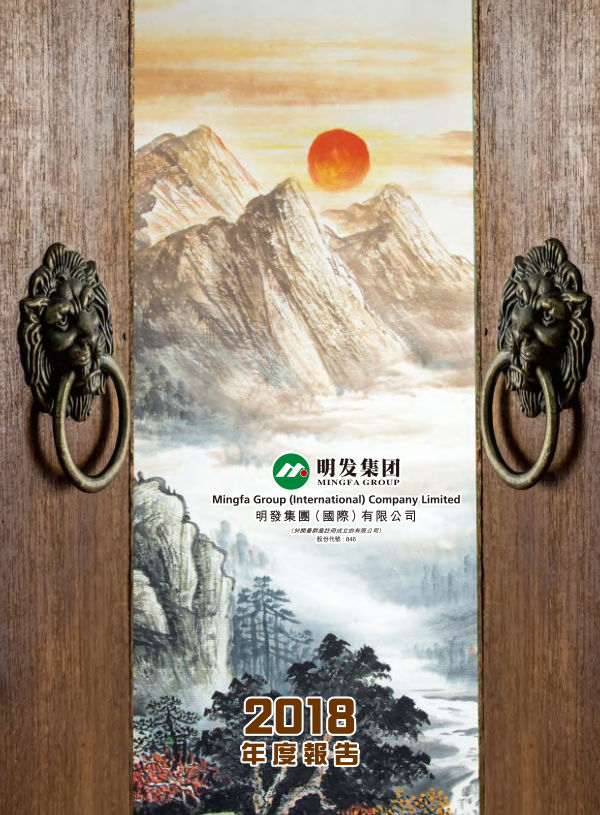 明发集团
MINGFA GROUP
Mingfa Group (International) Company Limited
明發集團（國際）有限公司
（於開曼群島註冊成立的有限公司）
股份代號：846
2018
年度報告